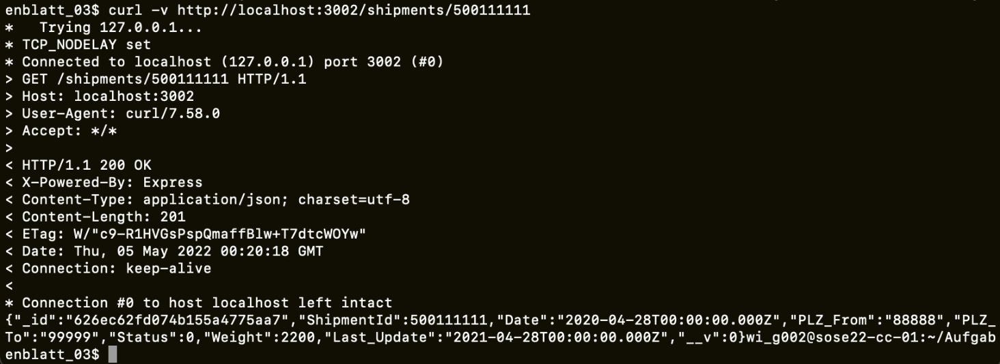 enblatt_03$ curl -v http://localhost:3002/shipments/500111111
*   Trying 127.0.0.1...
* TCP_NODELAY set
* Connected to localhost (127.0.0.1) port 3002 (#0)
> GET /shipments/500111111 HTTP/1.1
> Host: localhost:3002
> User-Agent: curl/7.58.0
> Accept: */*
>
< HTTP/1.1 200 OK
< X-Powered-By: Express
< Content-Type: application/json; charset=utf-8
< Content-Length: 201
< ETag: W/"c9-R1HVGsPspQmaffBlw+T7dtcWOYw"
< Date: Thu, 05 May 2022 00:20:18 GMT
< Connection: keep-alive
<
* Connection #0 to host localhost left intact
{"_id":"626ec62fd074b155a4775aa7","ShipmentId":500111111,"Date":"2020-04-28T00:00:00.000Z","PLZ_From":"88888","PLZ_
To":"99999","Status":0,"Weight":2200,"Last_Update":"2021-04-28T00:00:00.000Z","__v":0}wi_g002@sose22-cc-01:~/Aufgab
enblatt_03$